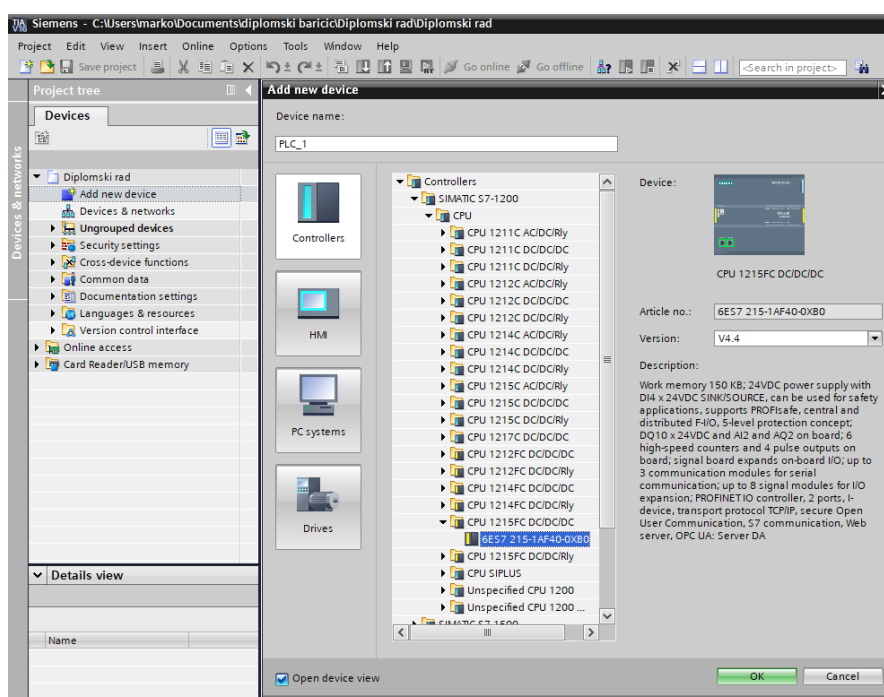 Siemens - C:\Users\marko\Documents\diplomski baricic\Diplomski rad\Diplomski rad
Project Edit View Insert Online Options Tools Window Help
Save project Go online Go offline <Search in project>
Project tree
Devices
Devices & networks
Diplomski rad
Add new device
Devices & networks
Ungrouped devices
Security settings
Cross-device functions
Common data
Documentation settings
Languages & resources
Version control interface
Online access
Card Reader/USB memory
Details view
Name
Add new device
Device name:
PLC_1
Controllers
HMI
PC systems
Drives
Controllers
SIMATIC S7-1200
CPU
CPU 1211C AC/DC/Rly
CPU 1211C DC/DC/DC
CPU 1211C DC/DC/Rly
CPU 1212C AC/DC/Rly
CPU 1212C DC/DC/DC
CPU 1212C DC/DC/Rly
CPU 1214C AC/DC/Rly
CPU 1214C DC/DC/DC
CPU 1214C DC/DC/Rly
CPU 1215C AC/DC/Rly
CPU 1215C DC/DC/DC
CPU 1215C DC/DC/Rly
CPU 1217C DC/DC/DC
CPU 1212FC DC/DC/DC
CPU 1212FC DC/DC/Rly
CPU 1214FC DC/DC/DC
CPU 1214FC DC/DC/Rly
CPU 1215FC DC/DC/DC
6ES7 215-1AF40-0XB0
CPU 1215FC DC/DC/Rly
CPU SIPLUS
Unspecified CPU 1200
Unspecified CPU 1200 ...
SIMATIC S7-1500
Device:
CPU 1215FC DC/DC/DC
Article no.: 6ES7 215-1AF40-0XB0
Version: V4.4
Description:
Work memory 150 KB; 24VDC power supply with
DI4 x 24VDC SINK/SOURCE, can be used for safety
applications, supports PROFIsafe, central and
distributed F-I/O, 5-level protection concept;
DQ10 x 24VDC and AI2 and AQ2 on board; 6
high-speed counters and 4 pulse outputs on
board; signal board expands on-board I/O; up to
3 communication modules for serial
communication; up to 8 signal modules for I/O
expansion; PROFINET IO controller, 2 ports, I-
device, transport protocol TCP/IP, secure Open
User Communication, S7 communication, Web
server, OPC UA: Server DA
Open device view
OK Cancel